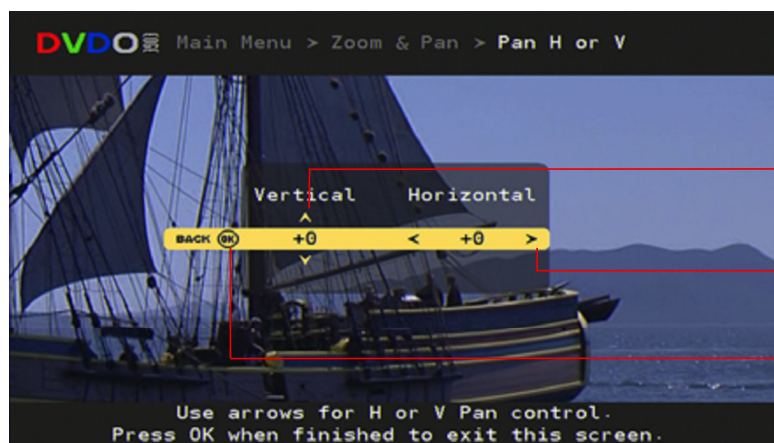 DVDO EDGE Main Menu > Zoom & Pan > Pan H or V
Vertical Horizontal
BACK OK +0 < +0 >
Use arrows for H or V Pan control.
Press OK when finished to exit this screen.